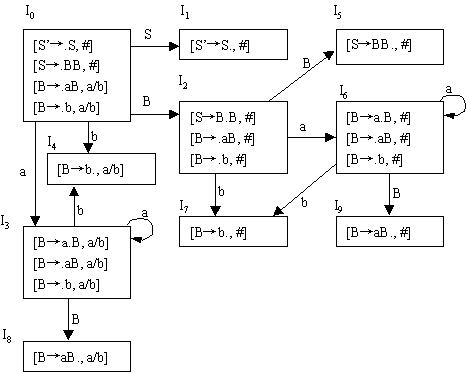 I0
[S'→.S, #]
[S→.BB, #]
[B→.aB, a/b]
[B→.b, a/b]
S
I1
[S'→S., #]
I5
[S→BB., #]
B
B
I2
[S→B.B, #]
[B→.aB, #]
[B→.b, #]
a
I6
a
[B→a.B, #]
[B→.aB, #]
[B→.b, #]
b
I4
[B→b., a/b]
a
b
I3
a
[B→a.B, a/b]
[B→.aB, a/b]
[B→.b, a/b]
b
I7
[B→b., #]
b
B
I9
[B→aB., #]
B
I8
[B→aB., a/b]